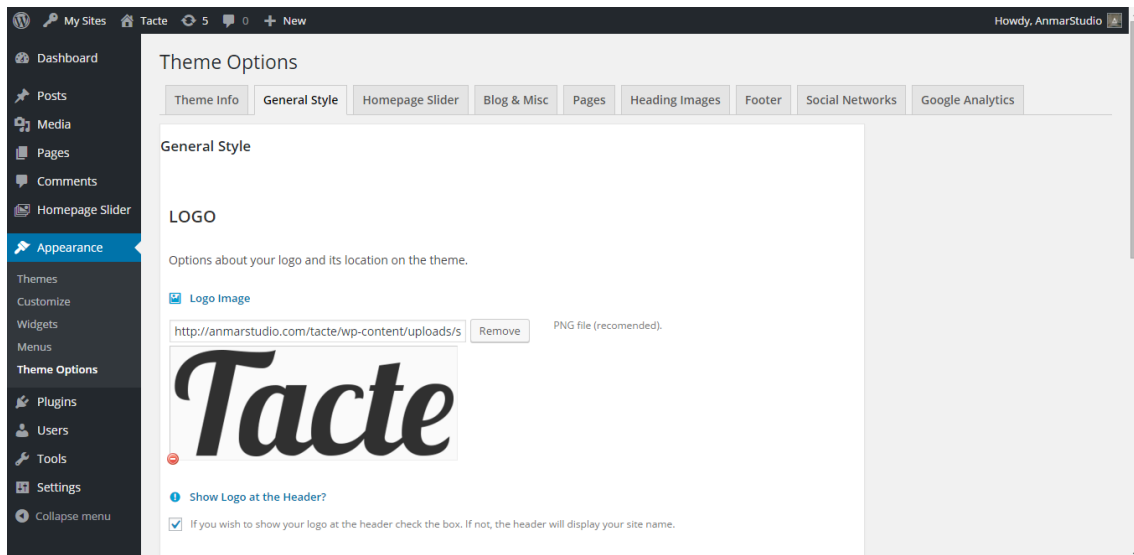 My Sites Tacte 5 0 + New Howdy, AnmarStudio
Dashboard
Posts
Media
Pages
Comments
Homepage Slider
Appearance
Themes
Customize
Widgets
Menus
Theme Options
Plugins
Users
Tools
Settings
Collapse menu
Theme Options
Theme Info General Style Homepage Slider Blog & Misc Pages Heading Images Footer Social Networks Google Analytics
General Style
LOGO
Options about your logo and its location on the theme.
Logo Image
http://anmarstudio.com/tacte/wp-content/uploads/s Remove PNG file (recomended).
Tacte
Show Logo at the Header?
If you wish to show your logo at the header check the box. If not, the header will display your site name.